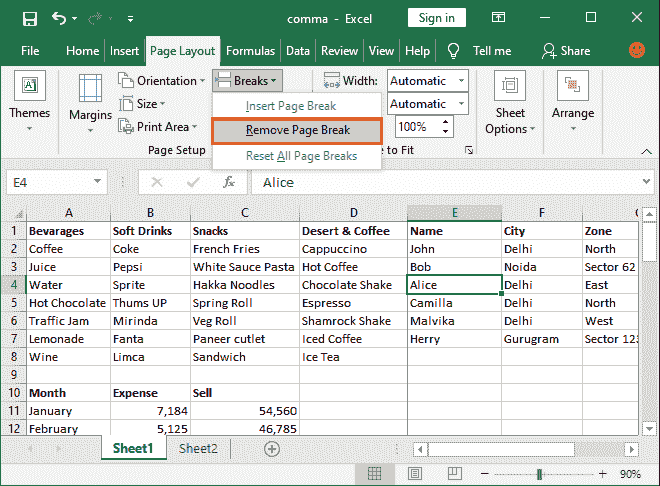 comma - Excel Sign in
File Home Insert Page Layout Formulas Data Review View Help Tell me Share
Themes Margins Orientation Size Print Area Breaks Width: Automatic Automatic 100% Sheet Options Arrange
Insert Page Break
Remove Page Break
Reset All Page Breaks
Page Setup e to Fit
E4 fx Alice
A B C D E F
1 Bevarages Soft Drinks Snacks Desert & Coffee Name City Zone
2 Coffee Coke French Fries Cappuccino John Delhi North
3 Juice Pepsi White Sauce Pasta Hot Coffee Bob Noida Sector 62
4 Water Sprite Hakka Noodles Chocolate Shake Alice Delhi East
5 Hot Chocolate Thums UP Spring Roll Espresso Camilla Delhi North
6 Traffic Jam Mirinda Veg Roll Shamrock Shake Malvika Delhi West
7 Lemonade Fanta Paneer cutlet Iced Coffee Herry Gurugram Sector 123
8 Wine Limca Sandwich Ice Tea
9
10 Month Expense Sell
11 January 7,184 54,560
12 February 5,125 46,785
Sheet1 Sheet2
90%